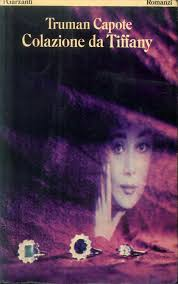 Garzanti Romanzi
Truman Capote
Colazione da Tiffany